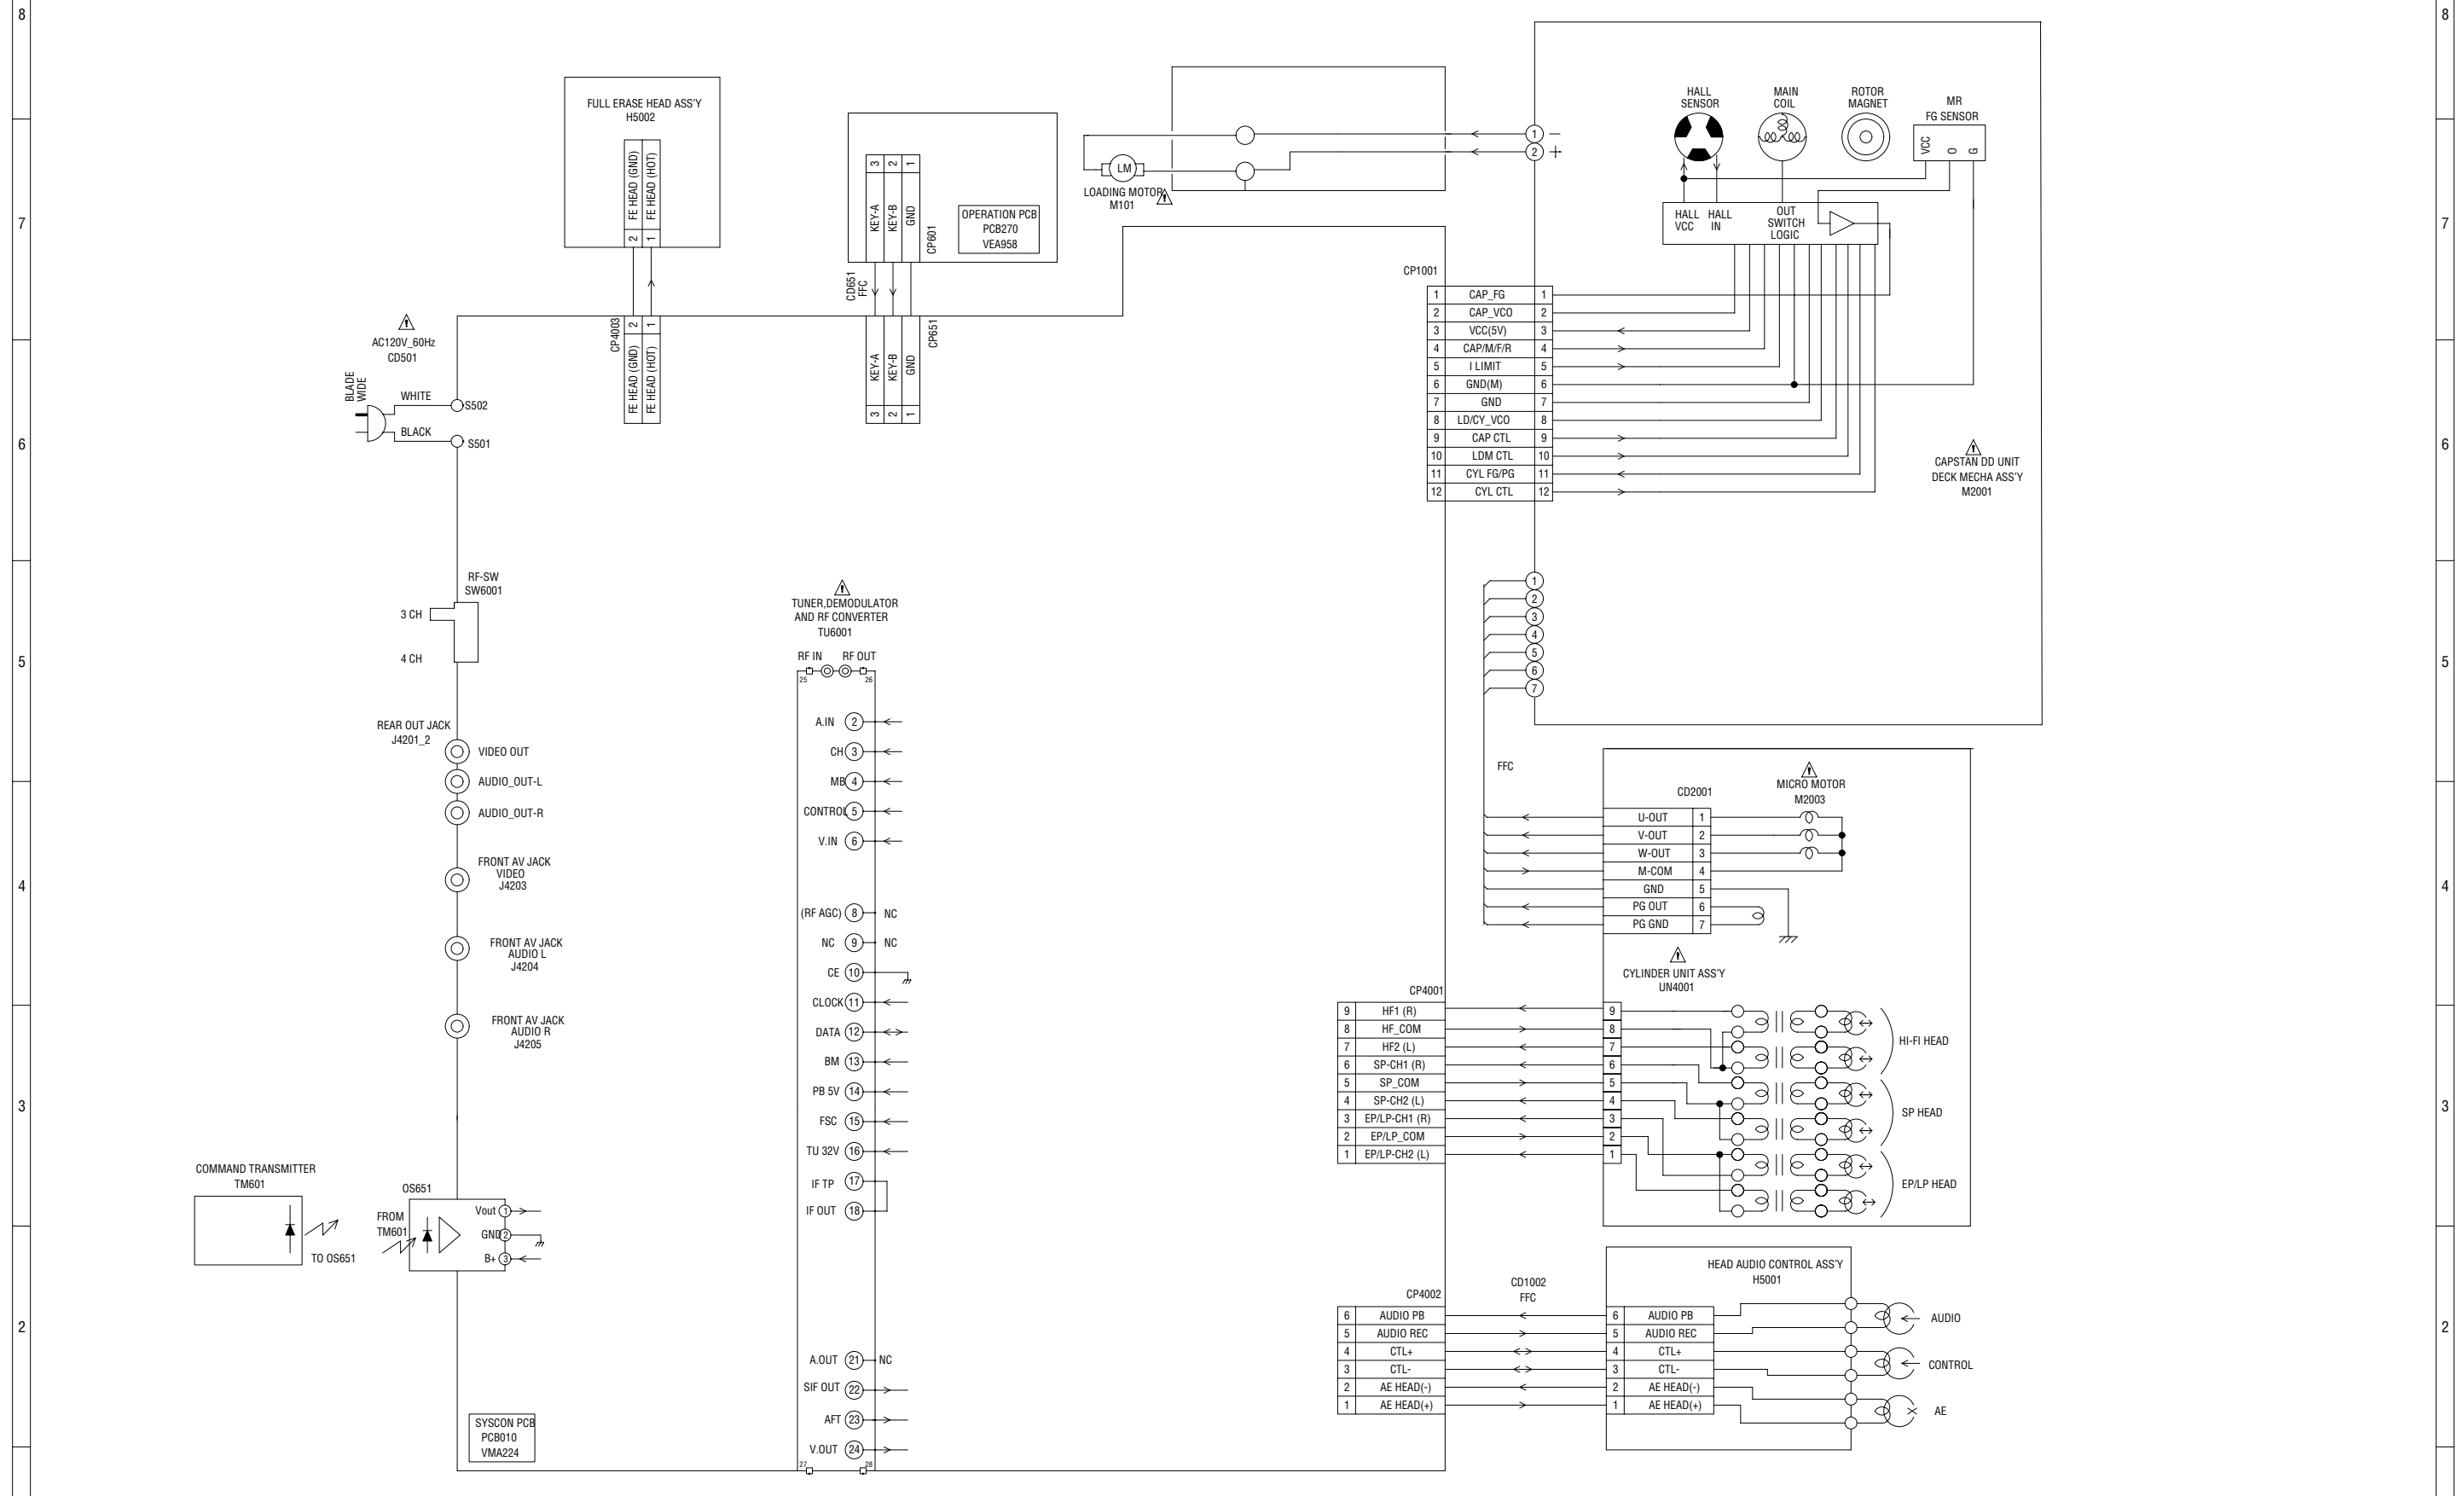 8
8
7
7
6
6
5
5
4
4
3
3
2
2
FULL ERASE HEAD ASS'Y
H5002
FE HEAD (GND)
FE HEAD (HOT)
2
1
CP4003
2
1
FE HEAD (GND)
FE HEAD (HOT)
3
2
1
KEY-A
KEY-B
GND
CP601
OPERATION PCB
PCB270
VEA958
CD651
FFC
CP651
KEY-A
KEY-B
GND
3
2
1
LM
LOADING MOTOR
M101
1
2
HALL
SENSOR
MAIN
COIL
ROTOR
MAGNET
MR
FG SENSOR
VCC
O
G
HALL
VCC
HALL
IN
OUT
SWITCH
LOGIC
CP1001
1 CAP_FG 1
2 CAP_VCO 2
3 VCC(5V) 3
4 CAP/M/F/R 4
5 I LIMIT 5
6 GND(M) 6
7 GND 7
8 LD/CY_VCO 8
9 CAP CTL 9
10 LDM CTL 10
11 CYL FG/PG 11
12 CYL CTL 12
CAPSTAN DD UNIT
DECK MECHA ASS'Y
M2001
AC120V_60Hz
CD501
BLADE
WIDE
WHITE
S502
BLACK
S501
RF-SW
SW6001
3 CH
4 CH
REAR OUT JACK
J4201_2
VIDEO OUT
AUDIO_OUT-L
AUDIO_OUT-R
FRONT AV JACK
VIDEO
J4203
FRONT AV JACK
AUDIO L
J4204
FRONT AV JACK
AUDIO R
J4205
COMMAND TRANSMITTER
TM601
TO OS651
OS651
FROM
TM601
Vout 1
GND 2
B+ 3
SYSCON PCB
PCB010
VMA224
TUNER,DEMODULATOR
AND RF CONVERTER
TU6001
RF IN RF OUT
25 26
A.IN 2
CH 3
MB 4
CONTROL 5
V.IN 6
(RF AGC) 8 NC
NC 9 NC
CE 10
CLOCK 11
DATA 12
BM 13
PB 5V 14
FSC 15
TU 32V 16
IF TP 17
IF OUT 18
A.OUT 21 NC
SIF OUT 22
AFT 23
V.OUT 24
27 28
1
2
3
4
5
6
7
FFC
CD2001
MICRO MOTOR
M2003
U-OUT 1
V-OUT 2
W-OUT 3
M-COM 4
GND 5
PG OUT 6
PG GND 7
CYLINDER UNIT ASS'Y
UN4001
CP4001
9 HF1 (R) 9
8 HF_COM 8
7 HF2 (L) 7
6 SP-CH1 (R) 6
5 SP_COM 5
4 SP-CH2 (L) 4
3 EP/LP-CH1 (R) 3
2 EP/LP_COM 2
1 EP/LP-CH2 (L) 1
HI-FI HEAD
SP HEAD
EP/LP HEAD
HEAD AUDIO CONTROL ASS'Y
H5001
CP4002
CD1002
FFC
6 AUDIO PB 6 AUDIO PB
5 AUDIO REC 5 AUDIO REC
4 CTL+ 4 CTL+
3 CTL- 3 CTL-
2 AE HEAD(-) 2 AE HEAD(-)
1 AE HEAD(+) 1 AE HEAD(+)
AUDIO
CONTROL
AE